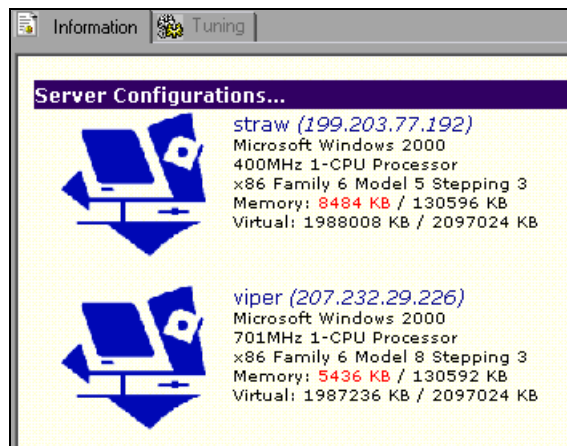 Information Tuning
Server Configurations...
straw (199.203.77.192)
Microsoft Windows 2000
400MHz 1-CPU Processor
x86 Family 6 Model 5 Stepping 3
Memory: 8484 KB / 130596 KB
Virtual: 1988008 KB / 2097024 KB
viper (207.232.29.226)
Microsoft Windows 2000
701MHz 1-CPU Processor
x86 Family 6 Model 8 Stepping 3
Memory: 5436 KB / 130592 KB
Virtual: 1987236 KB / 2097024 KB